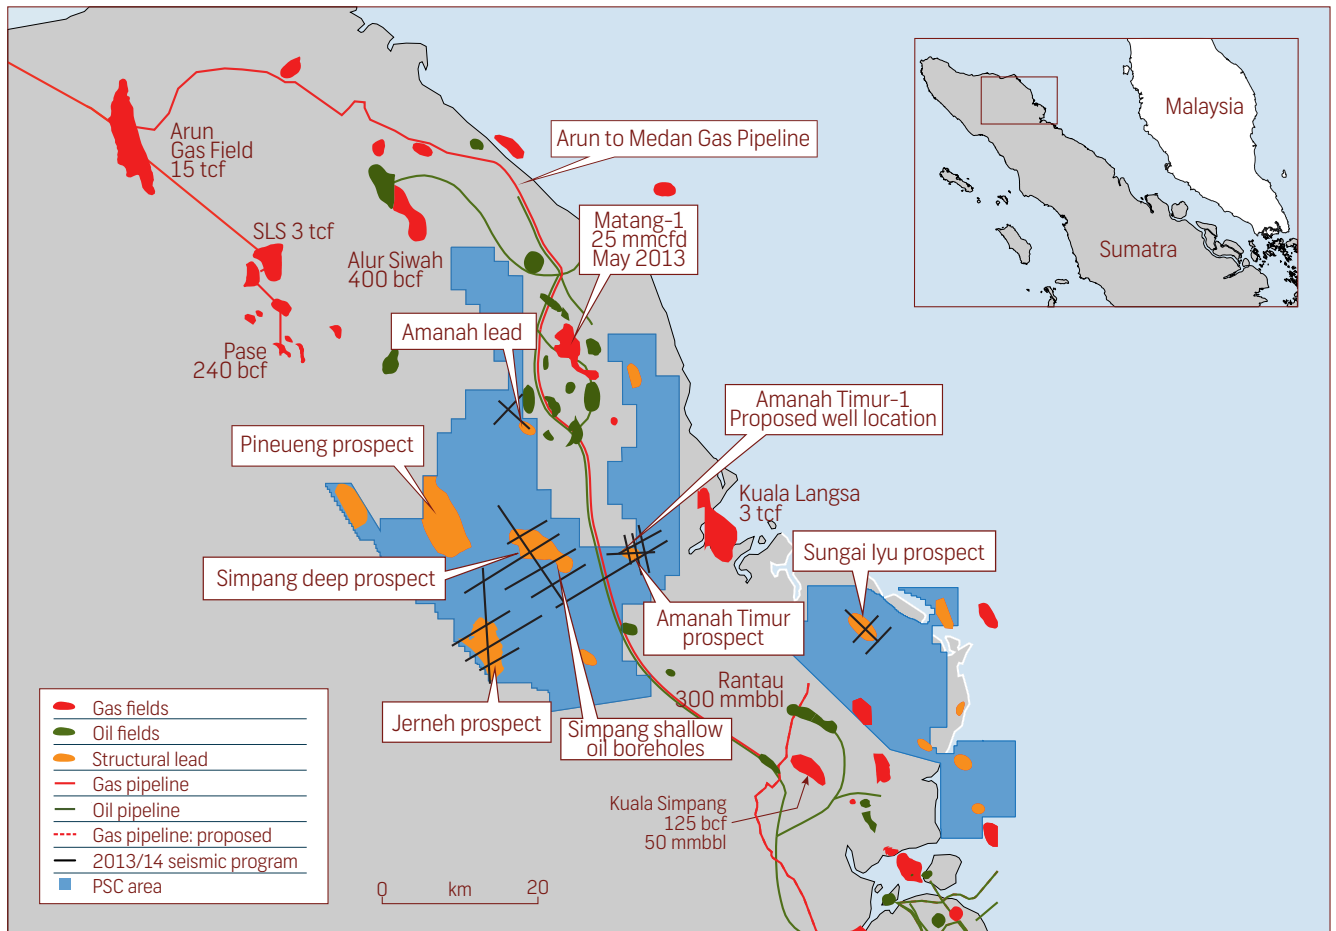 Arun
Gas Field
15 tcf
Arun to Medan Gas Pipeline
Malaysia
Sumatra
SLS 3 tcf
Alur Siwah
400 bcf
Matang-1
25 mmcfd
May 2013
Amanah lead
Pase
240 bcf
Amanah Timur-1
Proposed well location
Pineueng prospect
Kuala Langsa
3 tcf
Sungai Iyu prospect
Simpang deep prospect
Amanah Timur
prospect
Rantau
300 mmbbl
Jerneh prospect
Simpang shallow
oil boreholes
Kuala Simpang
125 bcf
50 mmbbl
Gas fields
Oil fields
Structural lead
Gas pipeline
Oil pipeline
Gas pipeline: proposed
2013/14 seismic program
PSC area
0 km 20